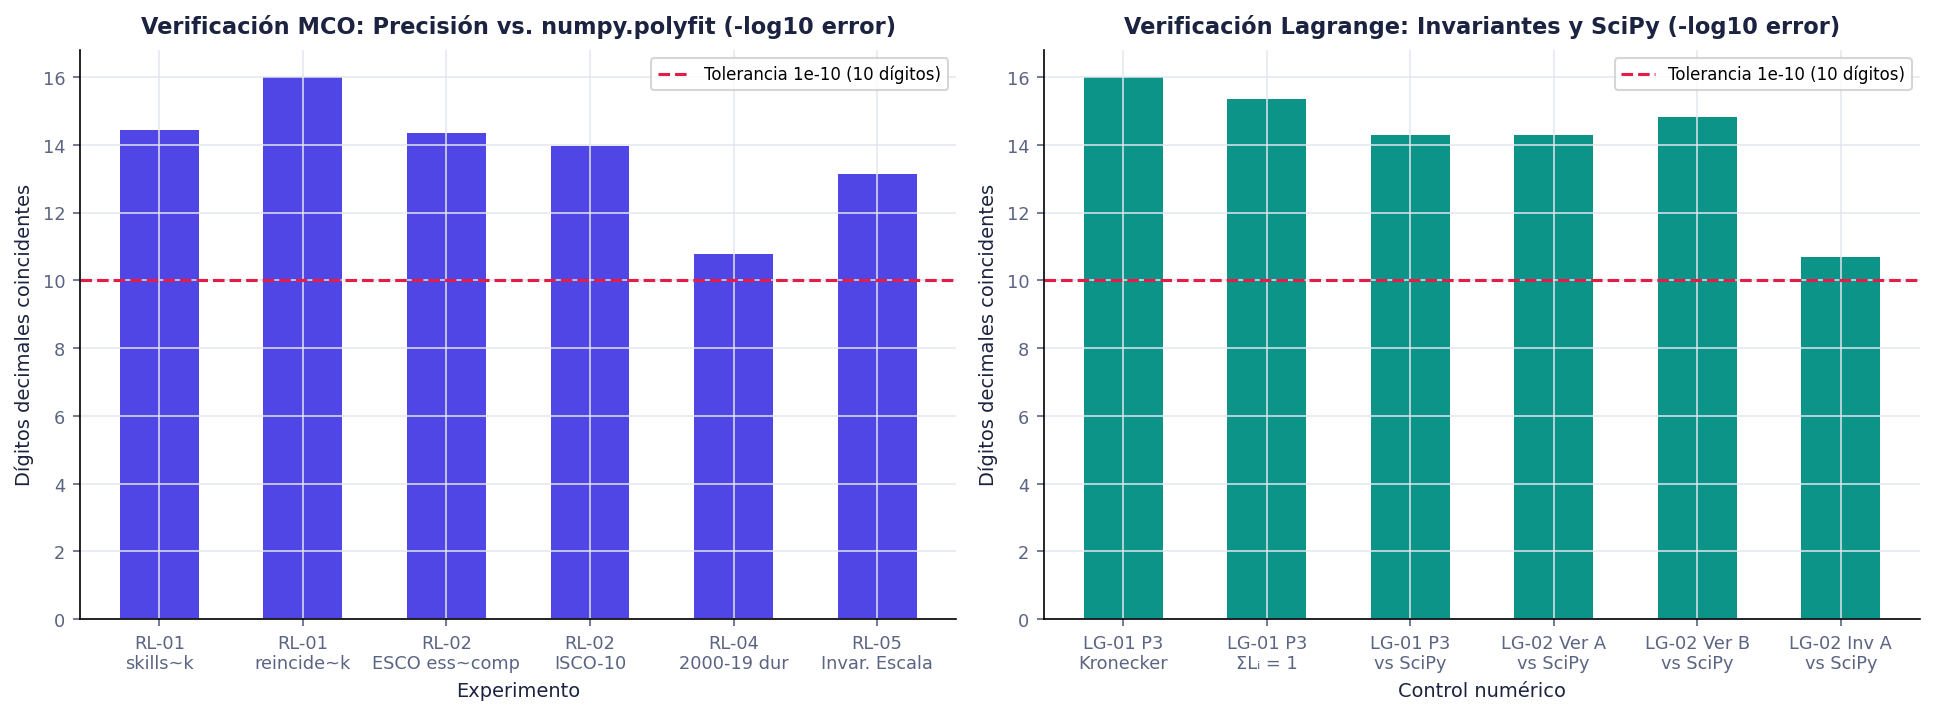 Verificación MCO: Precisión vs. numpy.polyfit (-log10 error)
Tolerancia 1e-10 (10 dígitos)
Dígitos decimales coincidentes
16
14
12
10
8
6
4
2
0
RL-01
skills~k
RL-01
reincide~k
RL-02
ESCO ess~comp
RL-02
ISCO-10
RL-04
2000-19 dur
RL-05
Invar. Escala
Experimento
Verificación Lagrange: Invariantes y SciPy (-log10 error)
Tolerancia 1e-10 (10 dígitos)
Dígitos decimales coincidentes
16
14
12
10
8
6
4
2
0
LG-01 P3
Kronecker
LG-01 P3
ΣLᵢ = 1
LG-01 P3
vs SciPy
LG-02 Ver A
vs SciPy
LG-02 Ver B
vs SciPy
LG-02 Inv A
vs SciPy
Control numérico